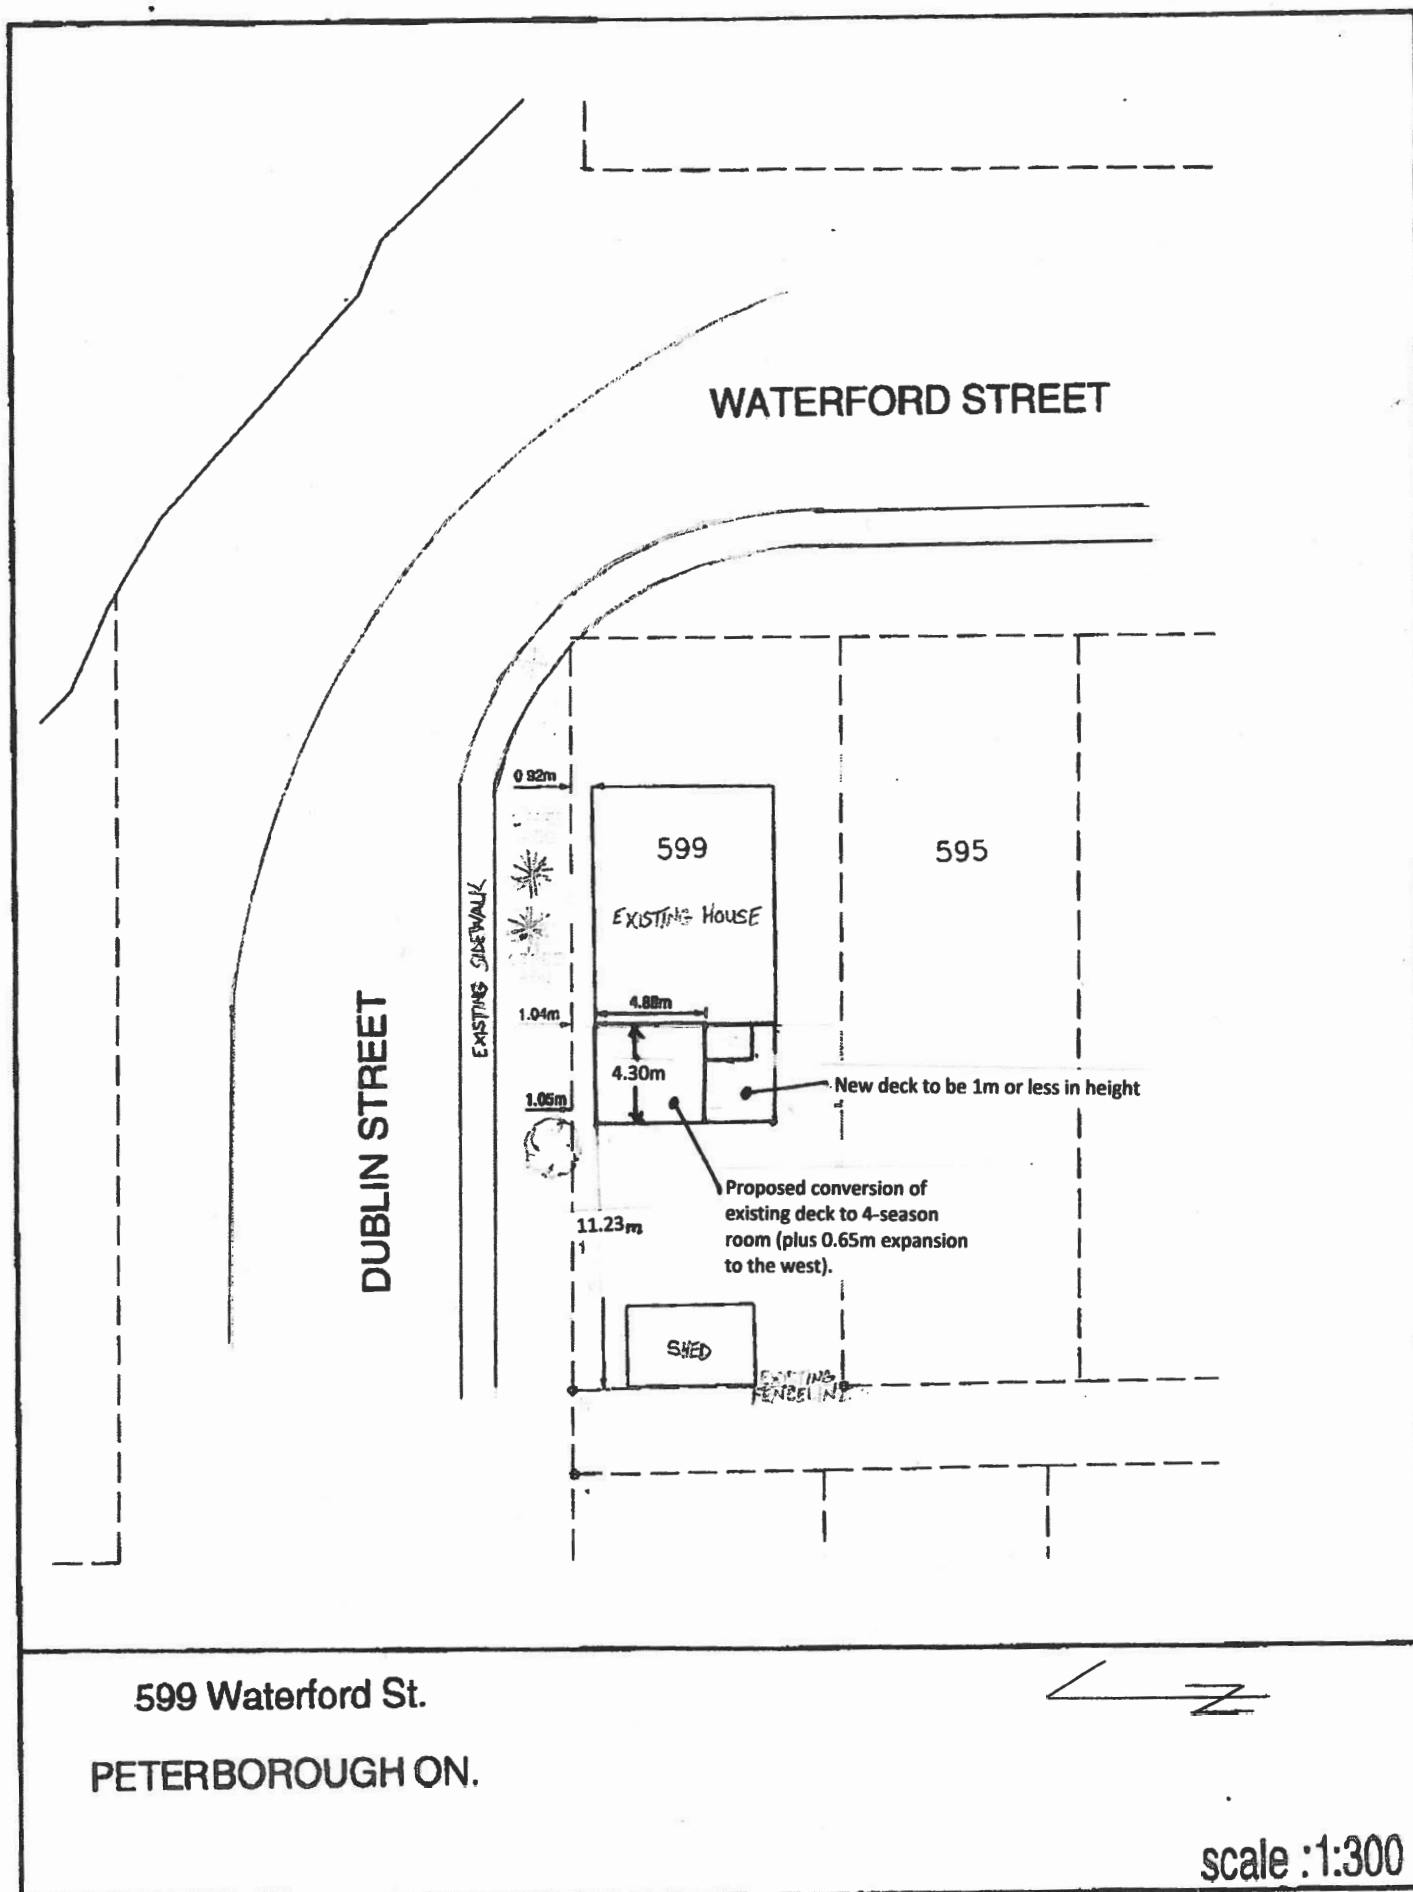 WATERFORD STREET
0 92m
599
595
EXISTING HOUSE
EXISTING SIDEWALK
4.88m
1.04m
4.30m
1.05m
New deck to be 1m or less in height
DUBLIN STREET
Proposed conversion of
existing deck to 4-season
room (plus 0.65m expansion
to the west).
11.23m
SHED
EXISTING
FENCELINE
599 Waterford St.
Z
PETERBOROUGH ON.
scale :1:300